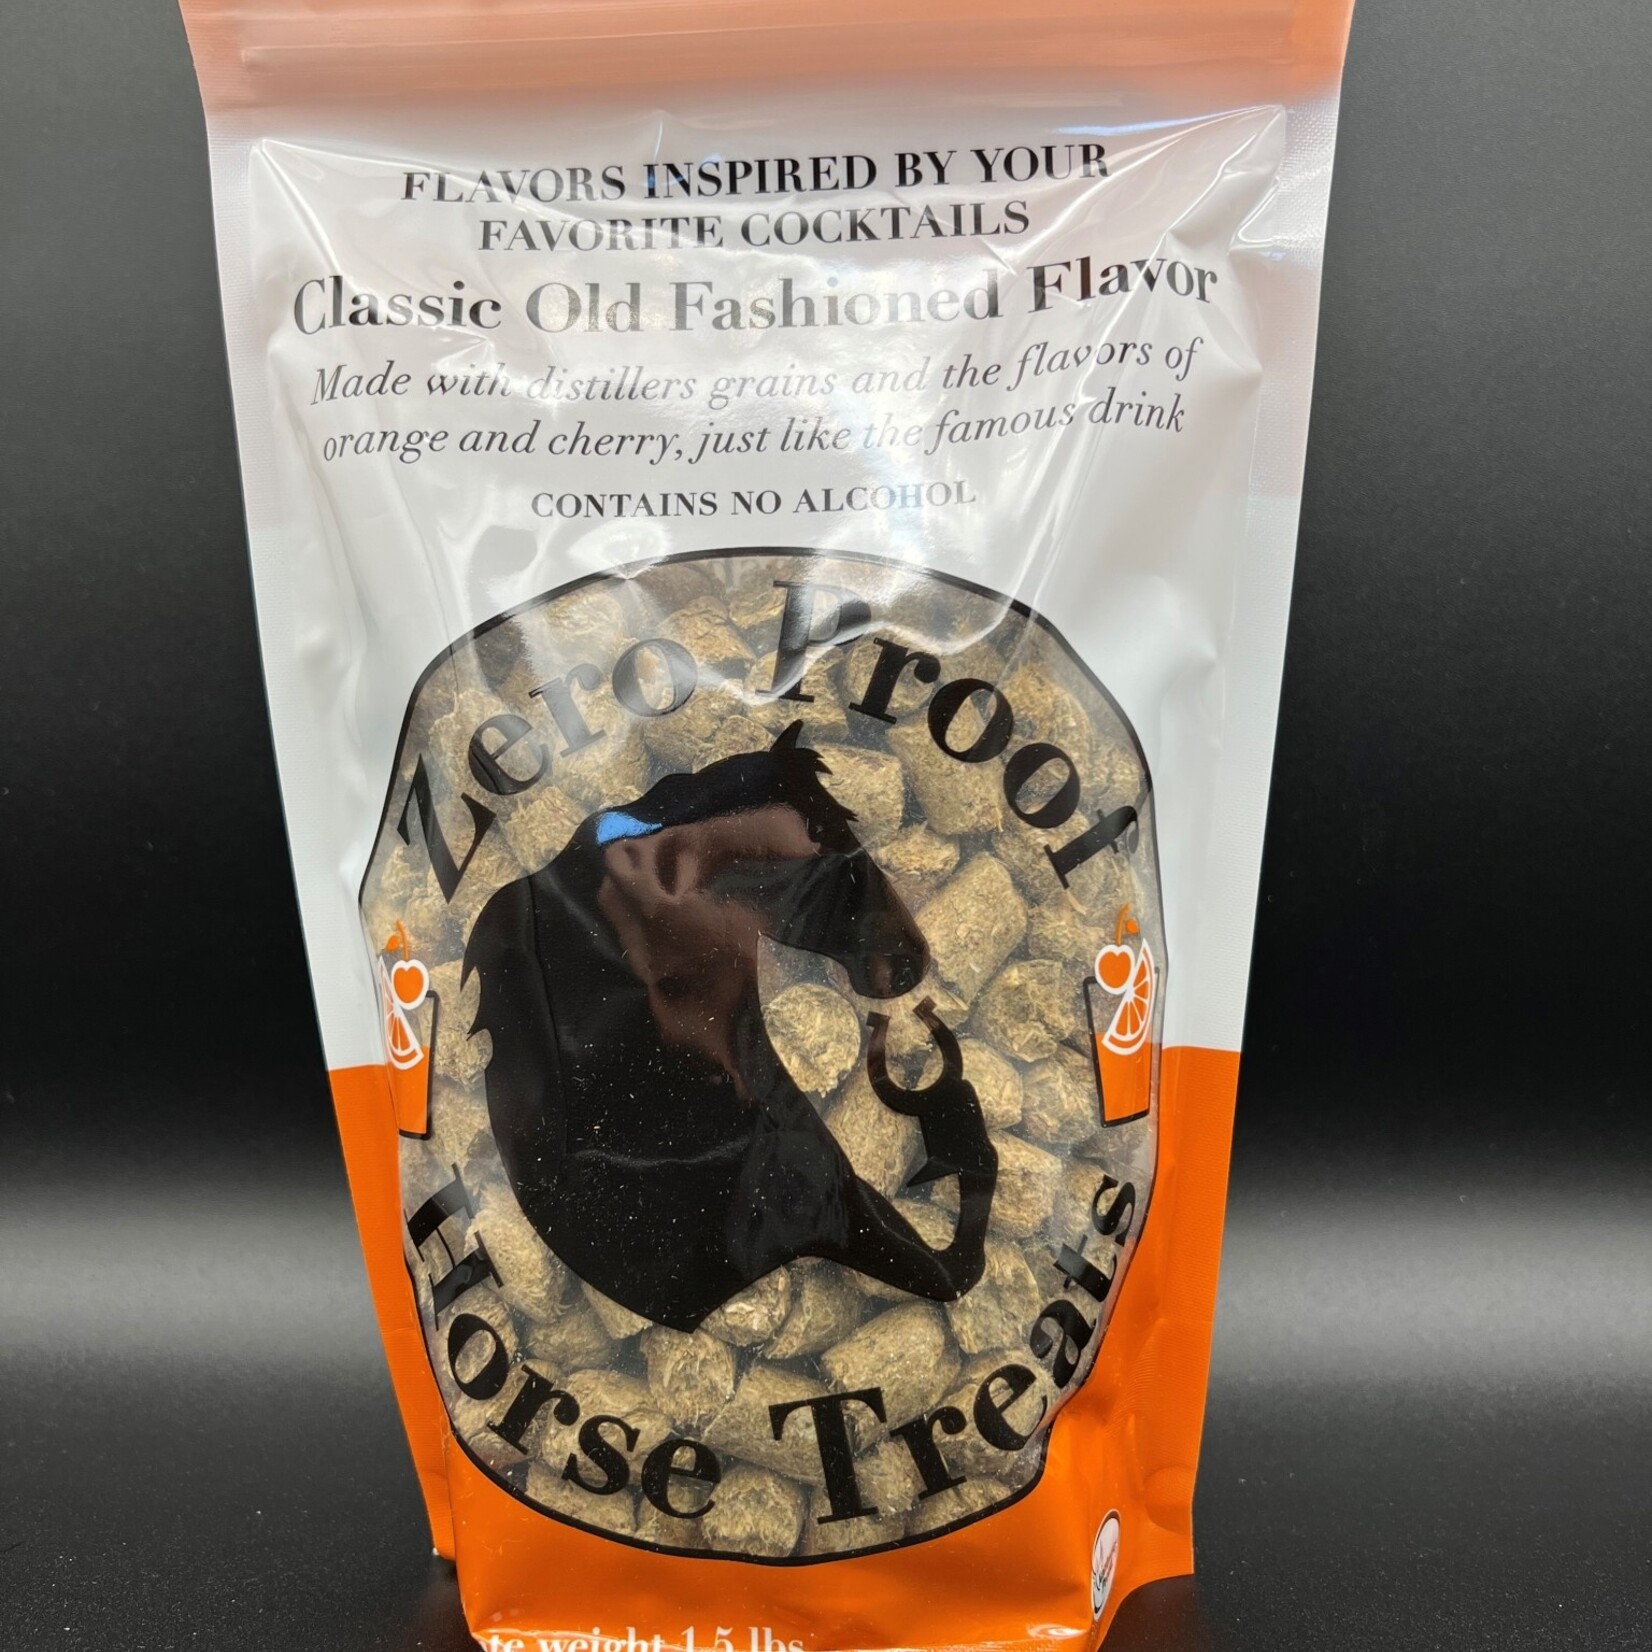 FLAVORS INSPIRED BY YOUR
FAVORITE COCKTAILS
Classic Old Fashioned Flavor
Made with distillers grains and the flavors of
orange and cherry, just like the famous drink
CONTAINS NO ALCOHOL
Zero Proof
Horse Treats
weight 1.5 lbs